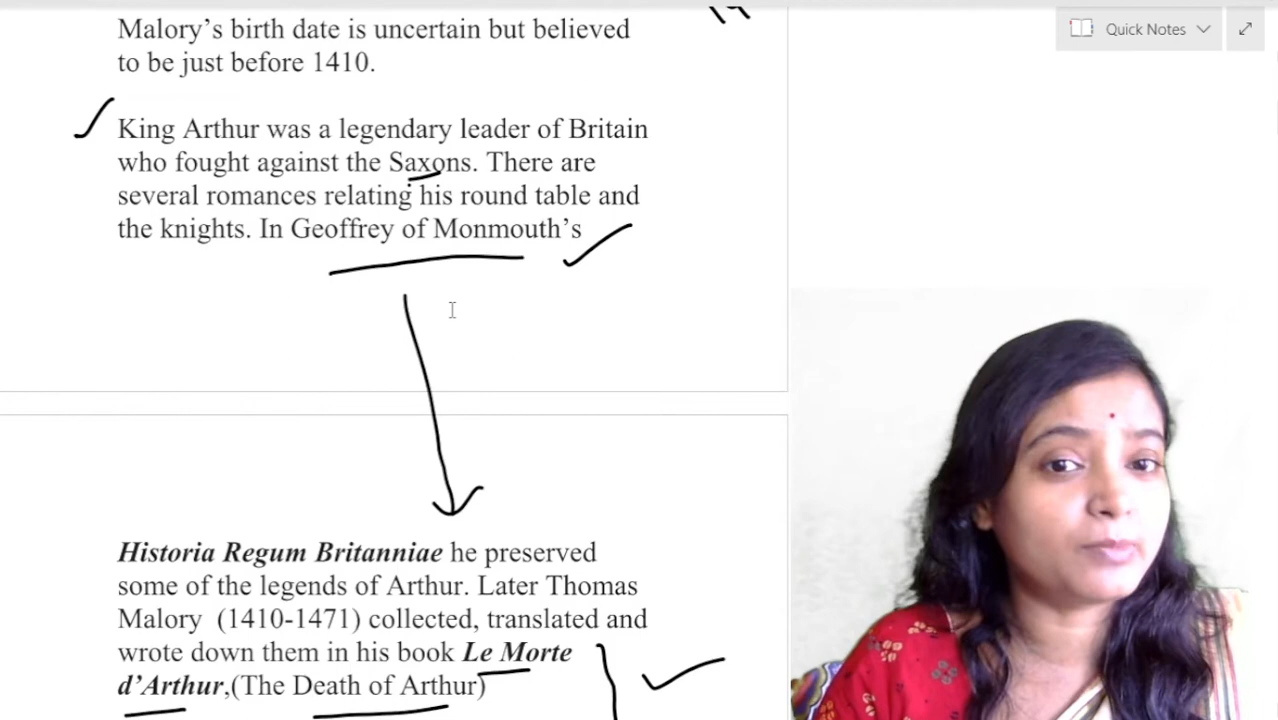 Malory’s birth date is uncertain but believed
to be just before 1410.
Quick Notes
King Arthur was a legendary leader of Britain
who fought against the Saxons. There are
several romances relating his round table and
the knights. In Geoffrey of Monmouth’s
Historia Regum Britanniae he preserved
some of the legends of Arthur. Later Thomas
Malory (1410-1471) collected, translated and
wrote down them in his book Le Morte
d’Arthur,(The Death of Arthur)